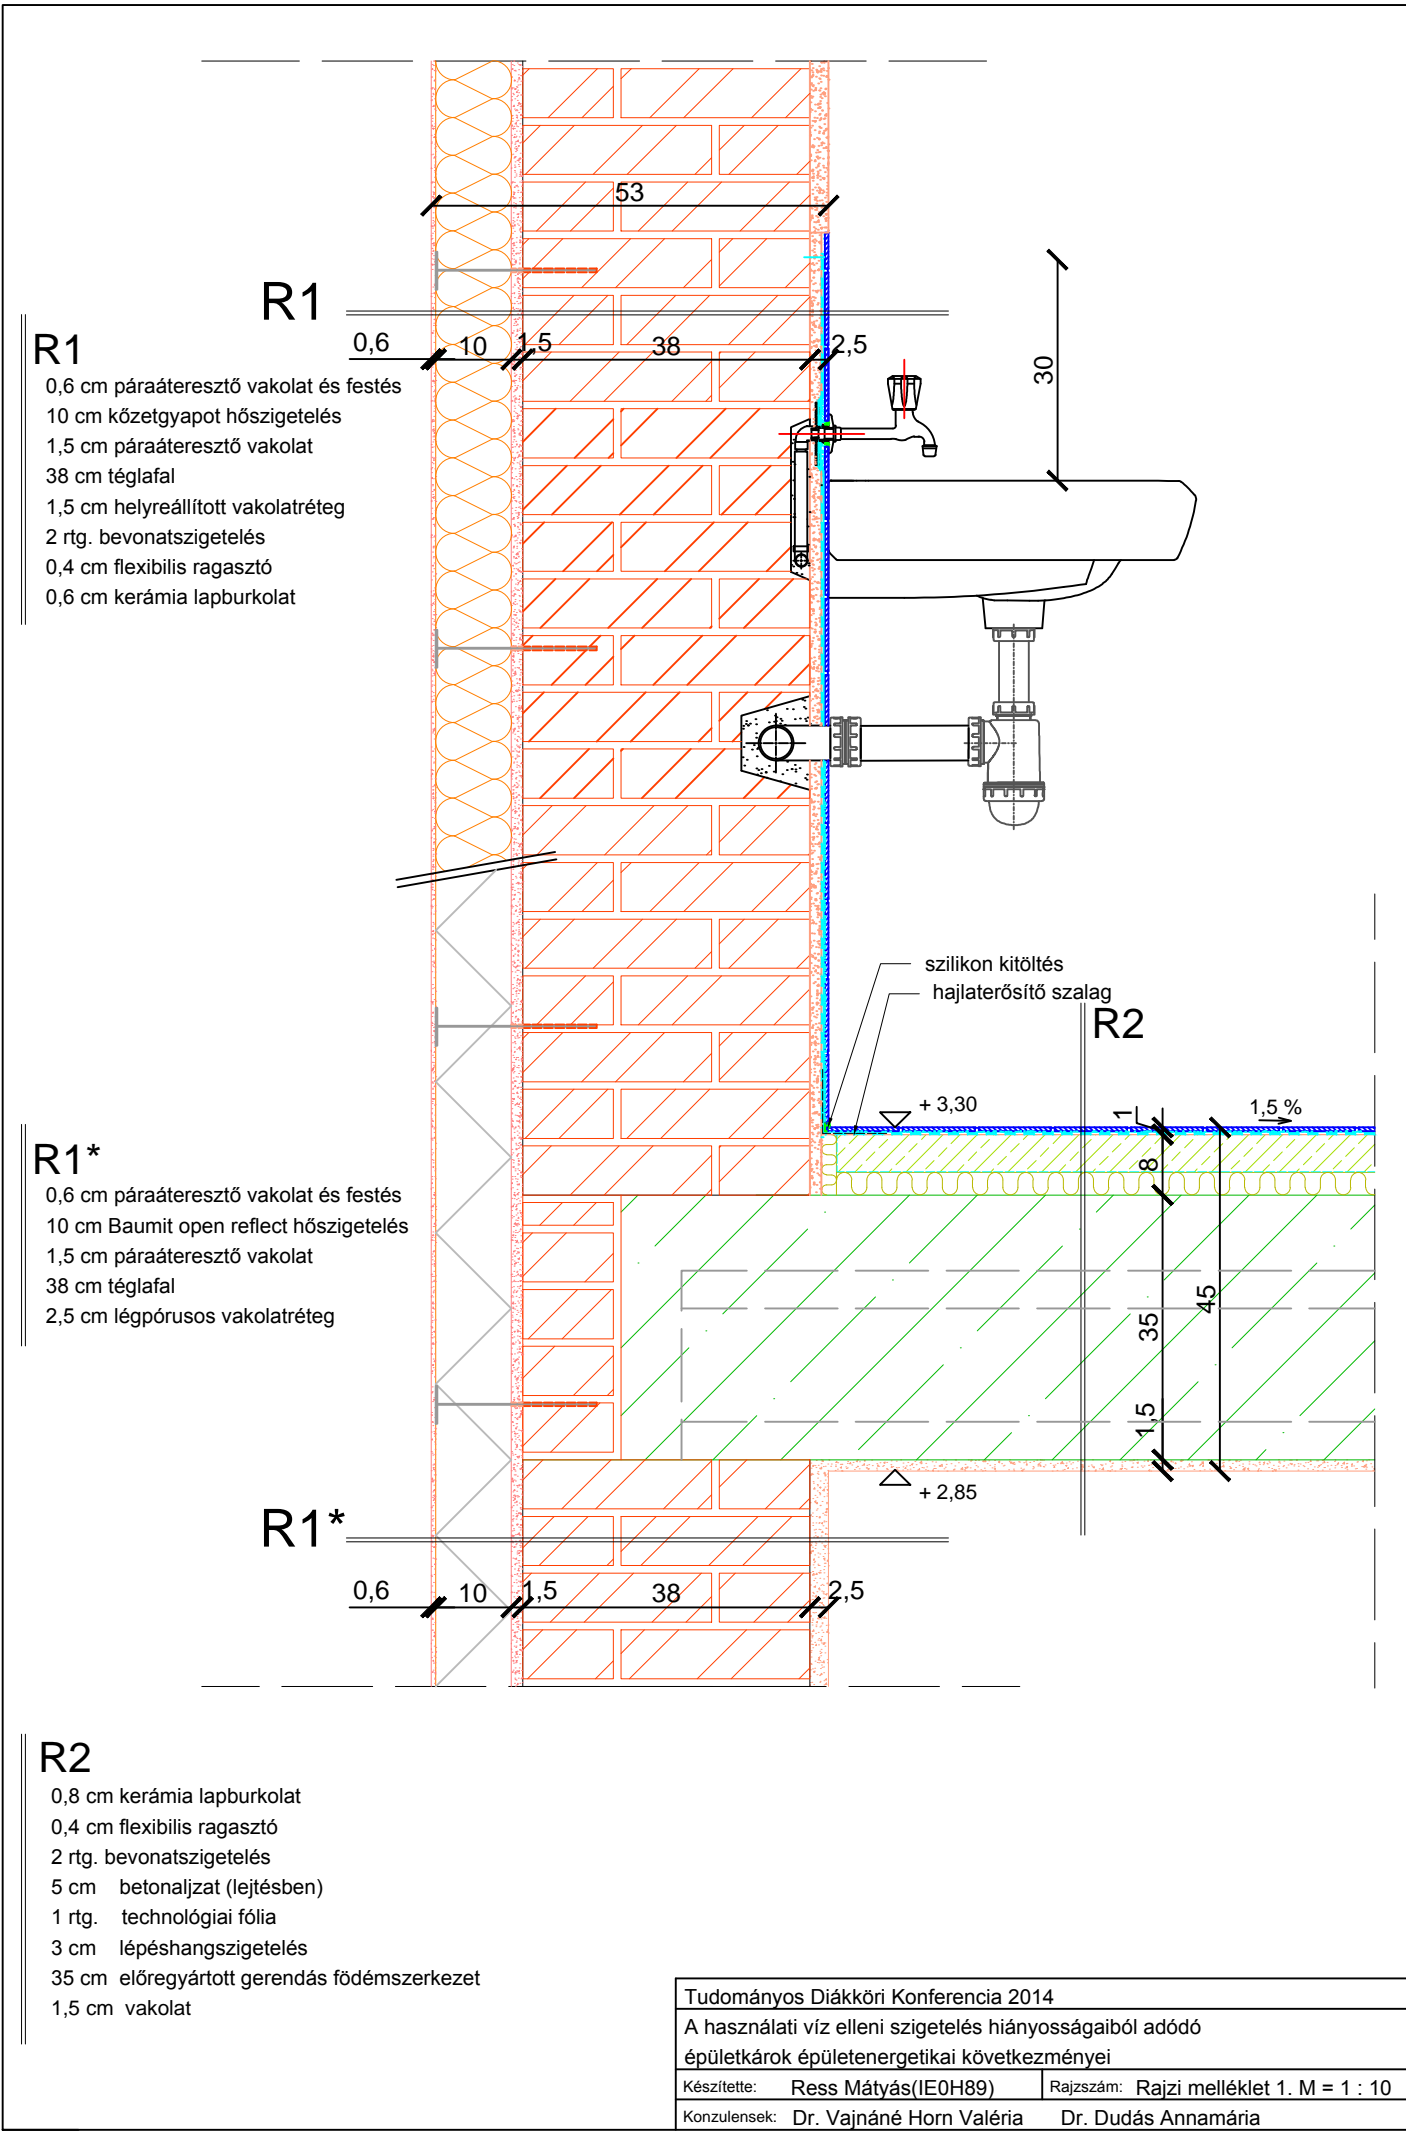 53
R1
0,6 10 1,5 38 2,5
30
R1
0,6 cm páraáteresztő vakolat és festés
10 cm kőzetgyapot hőszigetelés
1,5 cm páraáteresztő vakolat
38 cm téglafal
1,5 cm helyreállított vakolatréteg
2 rtg. bevonatszigetelés
0,4 cm flexibilis ragasztó
0,6 cm kerámia lapburkolat
szilikon kitöltés
hajlaterősítő szalag
R2
+ 3,30
1
1,5 %
8
35
45
1,5
+ 2,85
R1*
0,6 cm páraáteresztő vakolat és festés
10 cm Baumit open reflect hőszigetelés
1,5 cm páraáteresztő vakolat
38 cm téglafal
2,5 cm légpórusos vakolatréteg
R1*
0,6 10 1,5 38 2,5
R2
0,8 cm kerámia lapburkolat
0,4 cm flexibilis ragasztó
2 rtg. bevonatszigetelés
5 cm betonaljzat (lejtésben)
1 rtg. technológiai fólia
3 cm lépéshangszigetelés
35 cm előregyártott gerendás födémszerkezet
1,5 cm vakolat
Tudományos Diákköri Konferencia 2014
A használati víz elleni szigetelés hiányosságaiból adódó
épületkárok épületenergetikai következményei
Készítette: Ress Mátyás(IE0H89) Rajzszám: Rajzi melléklet 1. M = 1 : 10
Konzulensek: Dr. Vajnáné Horn Valéria Dr. Dudás Annamária